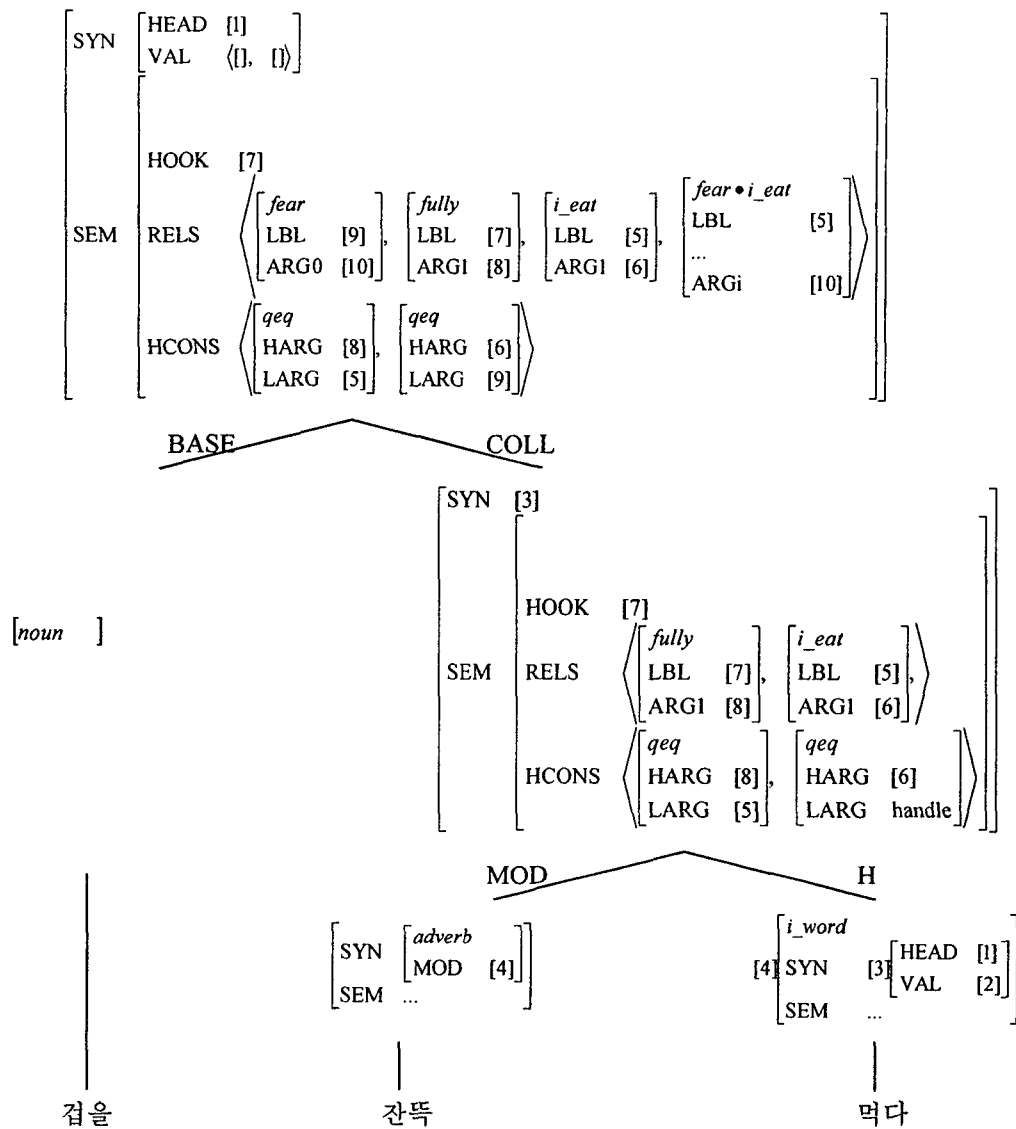 SYN [HEAD [1]
VAL ⟨[], []⟩]
SEM [HOOK [7]
RELS ⟨[fear LBL [9] ARG0 [10]], [fully LBL [7] ARG1 [8]], [i_eat LBL [5] ARG1 [6]], [fear•i_eat LBL [5] ... ARGi [10]]⟩
HCONS ⟨[qeq HARG [8] LARG [5]], [qeq HARG [6] LARG [9]]⟩]
BASE COLL
[noun ]
SYN [3]
SEM [HOOK [7]
RELS ⟨[fully LBL [7] ARG1 [8]], [i_eat LBL [5] ARG1 [6]],⟩
HCONS ⟨[qeq HARG [8] LARG [5]], [qeq HARG [6] LARG handle]⟩]
MOD H
[SYN [adverb MOD [4]] SEM ...]
[4][i_word SYN [3][HEAD [1] VAL [2]] SEM ...]
겁을 잔뜩 먹다